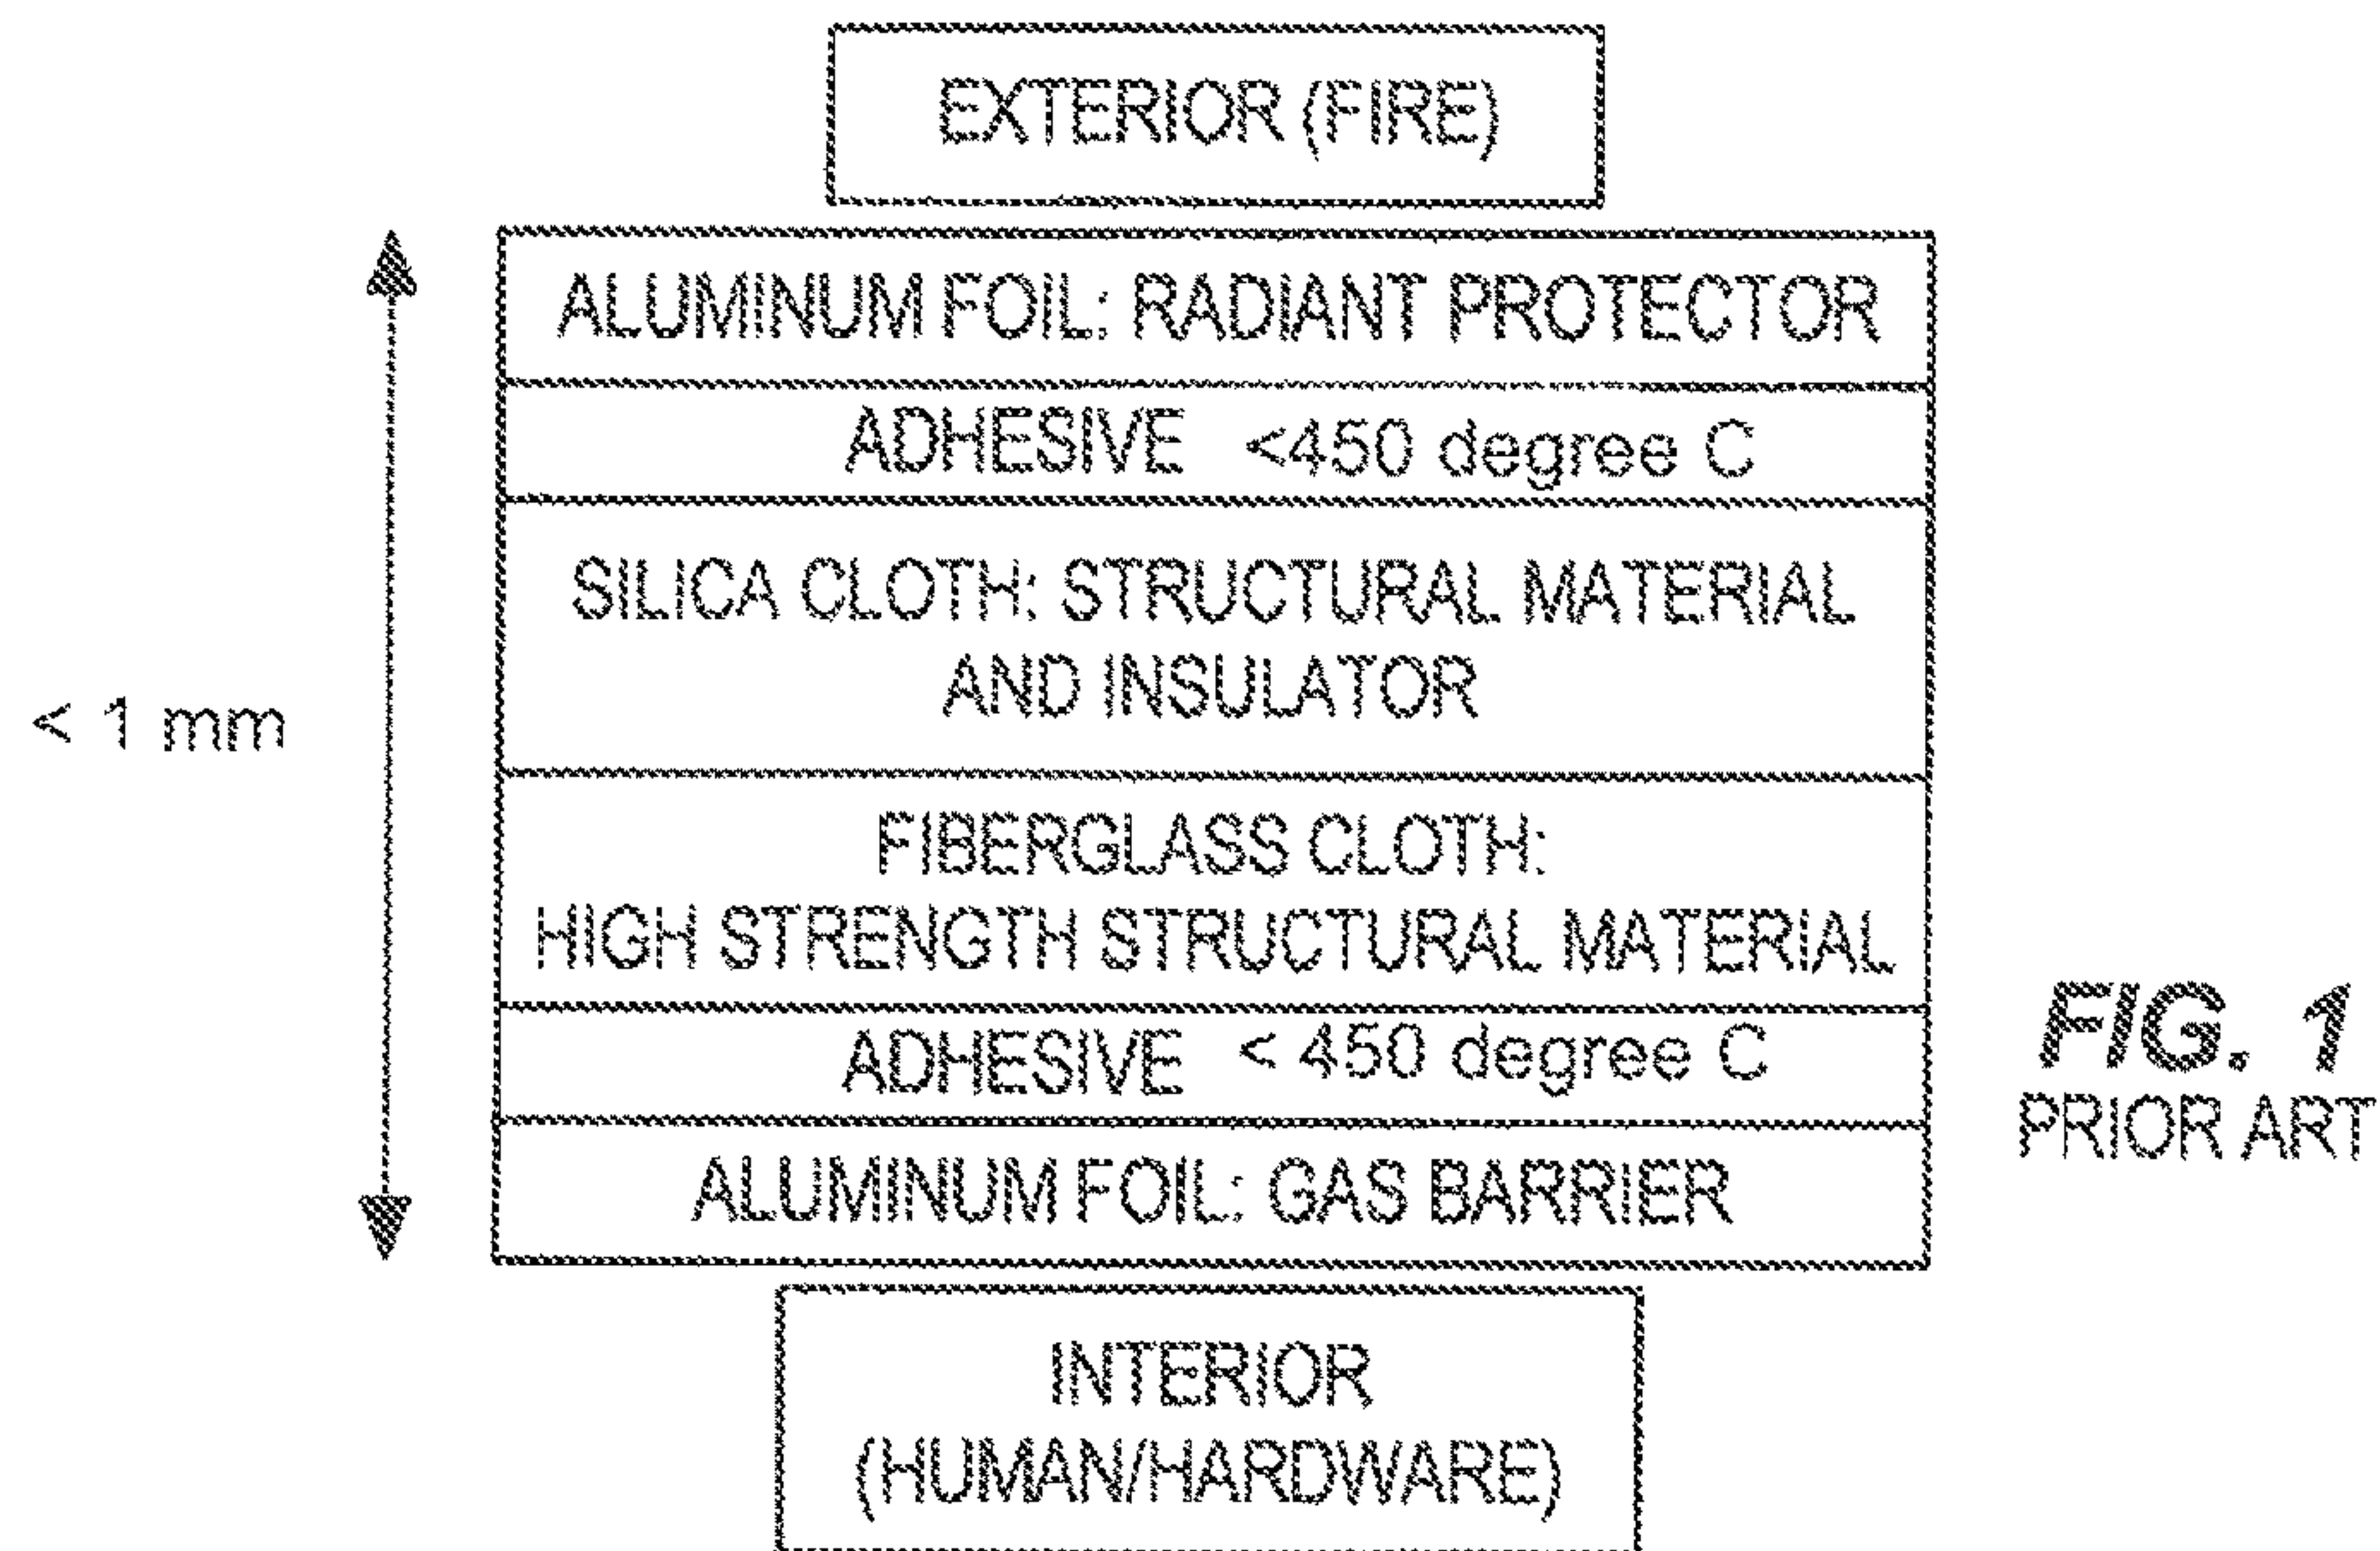 EXTERIOR (FIRE)
ALUMINUM FOIL: RADIANT PROTECTOR
ADHESIVE <450 degree C
SILICA CLOTH: STRUCTURAL MATERIAL
AND INSULATOR
< 1 mm
FIBERGLASS CLOTH:
HIGH STRENGTH STRUCTURAL MATERIAL
ADHESIVE < 450 degree C
ALUMINUM FOIL: GAS BARRIER
INTERIOR
(HUMAN/HARDWARE)
FIG. 1
PRIOR ART